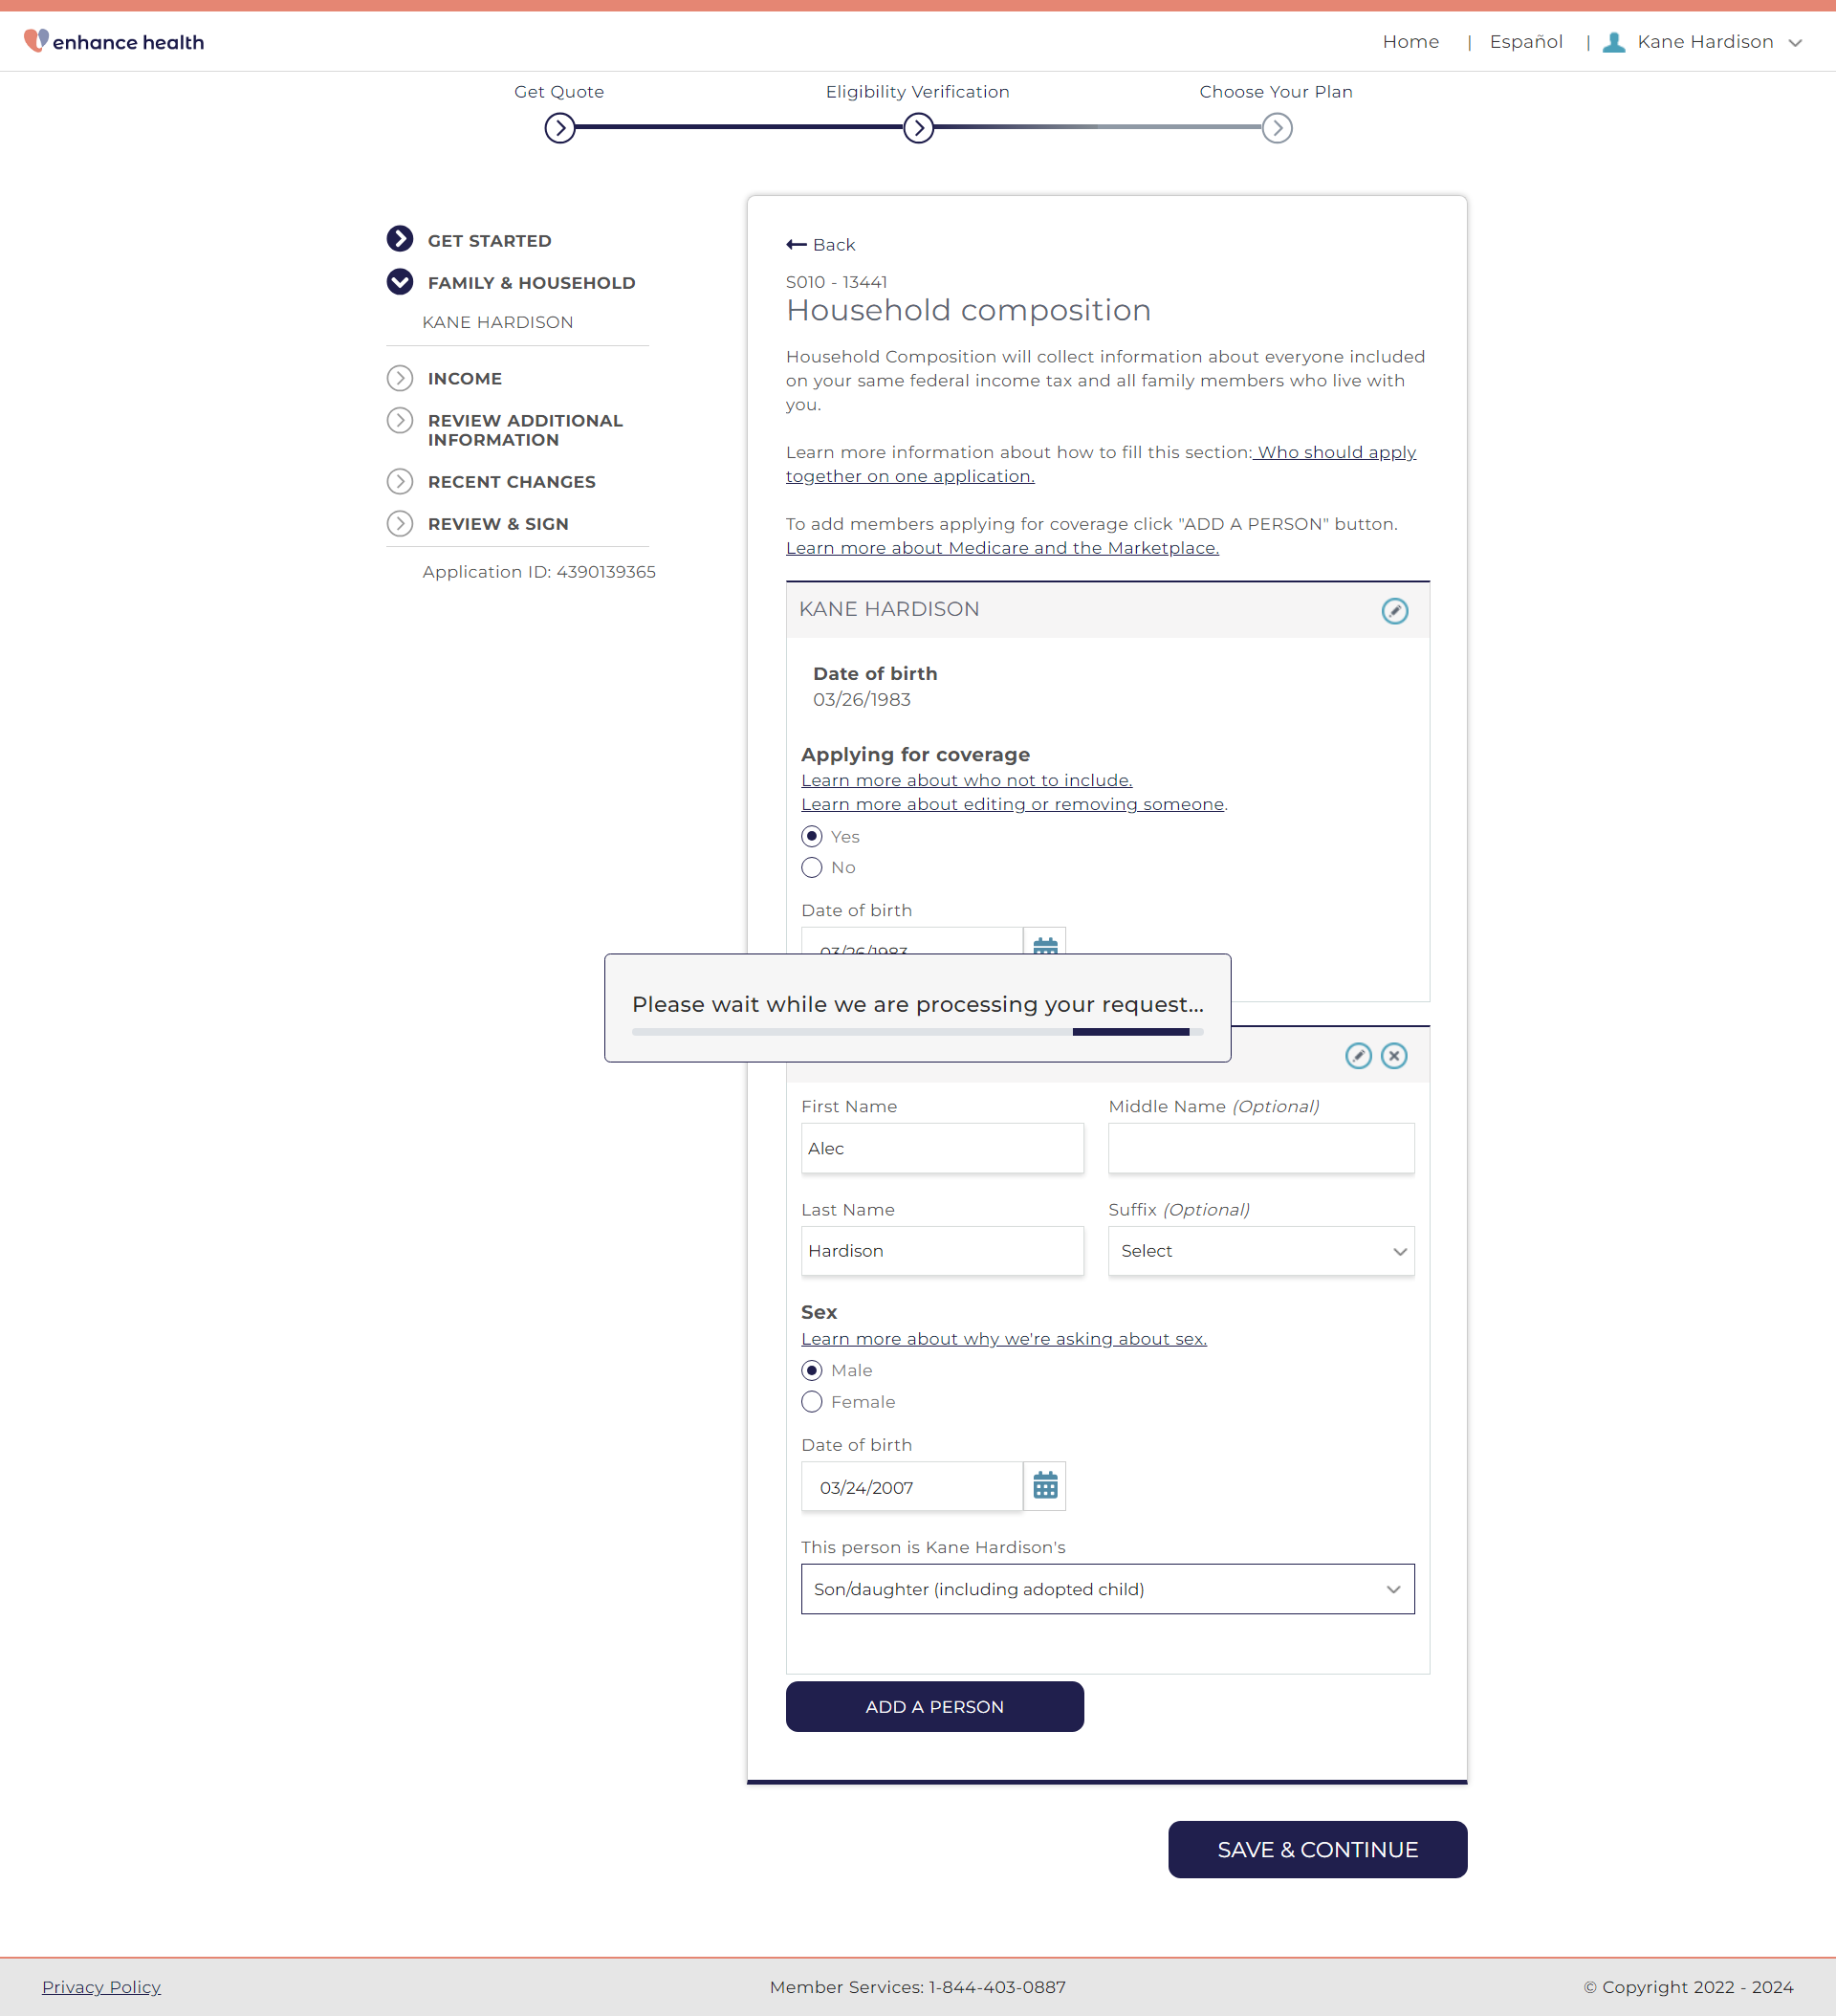 enhance health
Home | Español | Kane Hardison
Get Quote
Eligibility Verification
Choose Your Plan
GET STARTED
FAMILY & HOUSEHOLD
KANE HARDISON
INCOME
REVIEW ADDITIONAL
INFORMATION
RECENT CHANGES
REVIEW & SIGN
Application ID: 4390139365
Back
S010 - 13441
Household composition
Household Composition will collect information about everyone included
on your same federal income tax and all family members who live with
you.
Learn more information about how to fill this section: Who should apply
together on one application.
To add members applying for coverage click "ADD A PERSON" button.
Learn more about Medicare and the Marketplace.
KANE HARDISON
Date of birth
03/26/1983
Applying for coverage
Learn more about who not to include.
Learn more about editing or removing someone.
Yes
No
Date of birth
03/26/1983
Please wait while we are processing your request...
First Name
Middle Name (Optional)
Alec
Last Name
Suffix (Optional)
Hardison
Select
Sex
Learn more about why we're asking about sex.
Male
Female
Date of birth
03/24/2007
This person is Kane Hardison's
Son/daughter (including adopted child)
ADD A PERSON
SAVE & CONTINUE
Privacy Policy
Member Services: 1-844-403-0887
© Copyright 2022 - 2024